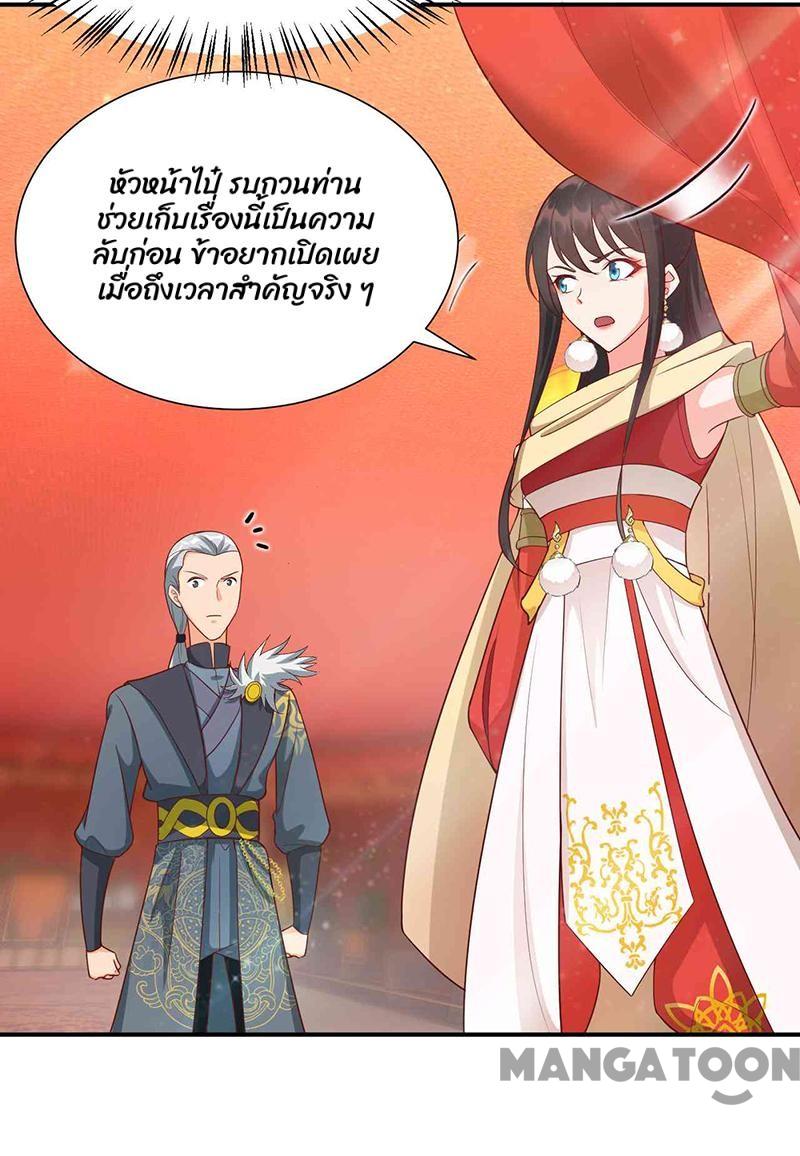 หัวหน้าไป๋ รบกวนท่าน
ช่วยเก็บเรื่องนี้เป็นความ
ลับก่อน ข้าอยากเปิดเผย
เมื่อถึงเวลาสำคัญจริง ๆ
MANGATOON